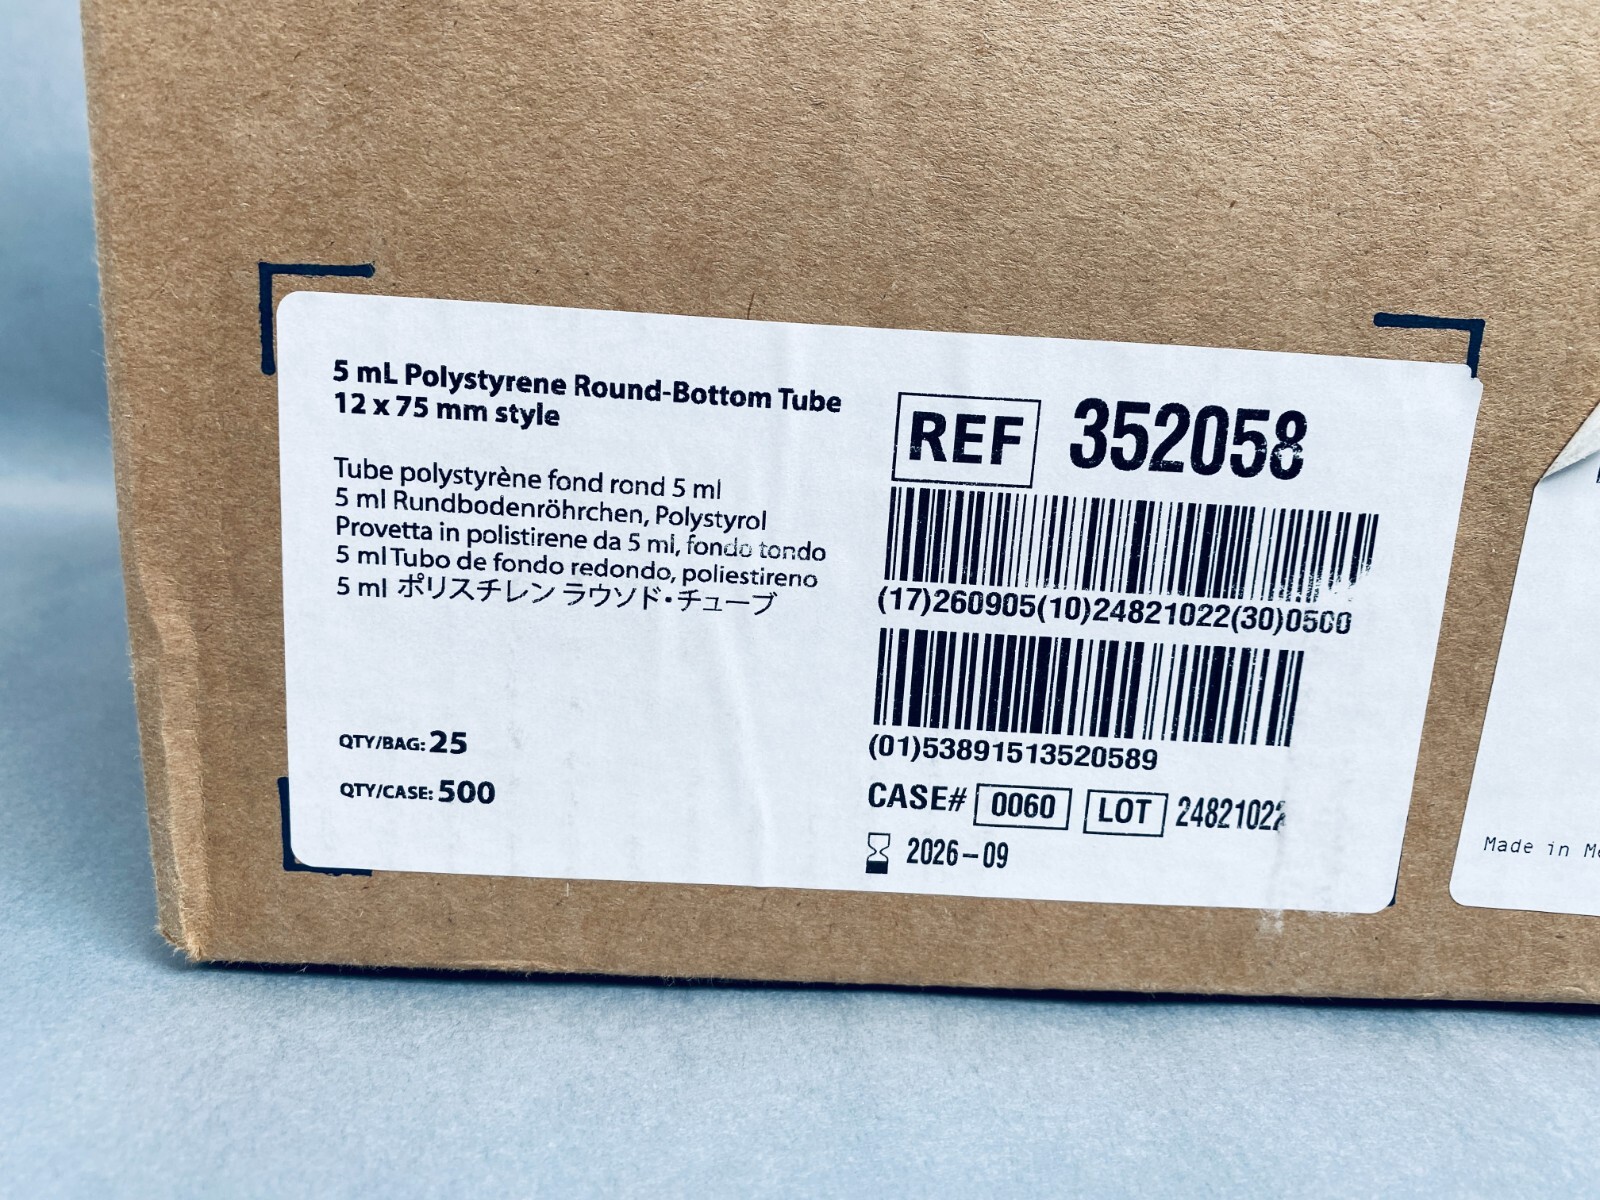 5 mL Polystyrene Round-Bottom Tube
12 x 75 mm style
Tube polystyrène fond rond 5 ml
5 ml Rundbodenröhrchen, Polystyrol
Provetta in polistirene da 5 ml, fondo tondo
5 ml Tubo de fondo redondo, poliestireno
5 ml ポリスチレン ラウソド・チューブ
QTY/BAG: 25
QTY/CASE: 500
REF 352058
(17)260905(10)24821022(30)0500
(01)53891513520589
CASE# 0060 LOT 24821022
2026-09
Made in